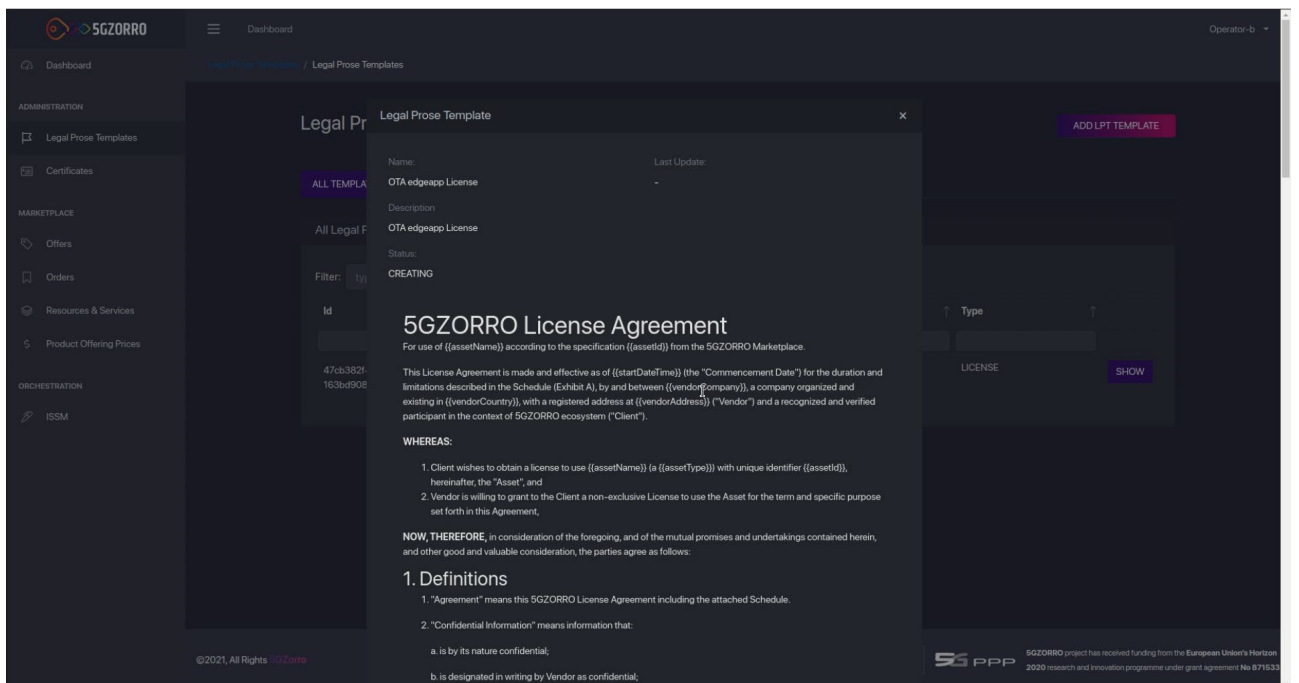 5GZORRO
Dashboard
Operator-b
Dashboard
/ Legal Prose Templates
ADMINISTRATION
Legal Prose Templates
Certificates
MARKETPLACE
Offers
Orders
Resources & Services
Product Offering Prices
ORCHESTRATION
ISSM
Legal Pr
ADD LPT TEMPLATE
ALL TEMPLA
All Legal P
Filter:
Id
Type
47cb382f-
163bd908
LICENSE
SHOW
Legal Prose Template
×
Name:
Last Update:
OTA edgeapp License
-
Description
OTA edgeapp License
Status:
CREATING
5GZORRO License Agreement
For use of {{assetName}} according to the specification {{assetId}} from the 5GZORRO Marketplace.
This License Agreement is made and effective as of {{startDateTime}} (the "Commencement Date") for the duration and
limitations described in the Schedule (Exhibit A), by and between {{vendorCompany}}, a company organized and
existing in {{vendorCountry}}, with a registered address at {{vendorAddress}} ("Vendor") and a recognized and verified
participant in the context of 5GZORRO ecosystem ("Client").
WHEREAS:
1. Client wishes to obtain a license to use {{assetName}} (a {{assetType}}) with unique identifier {{assetId}},
hereinafter, the "Asset", and
2. Vendor is willing to grant to the Client a non-exclusive License to use the Asset for the term and specific purpose
set forth in this Agreement,
NOW, THEREFORE, in consideration of the foregoing, and of the mutual promises and undertakings contained herein,
and other good and valuable consideration, the parties agree as follows:
1. Definitions
1. "Agreement" means this 5GZORRO License Agreement including the attached Schedule.
2. "Confidential Information" means information that:
a. is by its nature confidential;
b. is designated in writing by Vendor as confidential;
©2021, All Rights 5GZorro
5G PPP
5GZORRO project has received funding from the European Union's Horizon
2020 research and innovation programme under grant agreement No 871533